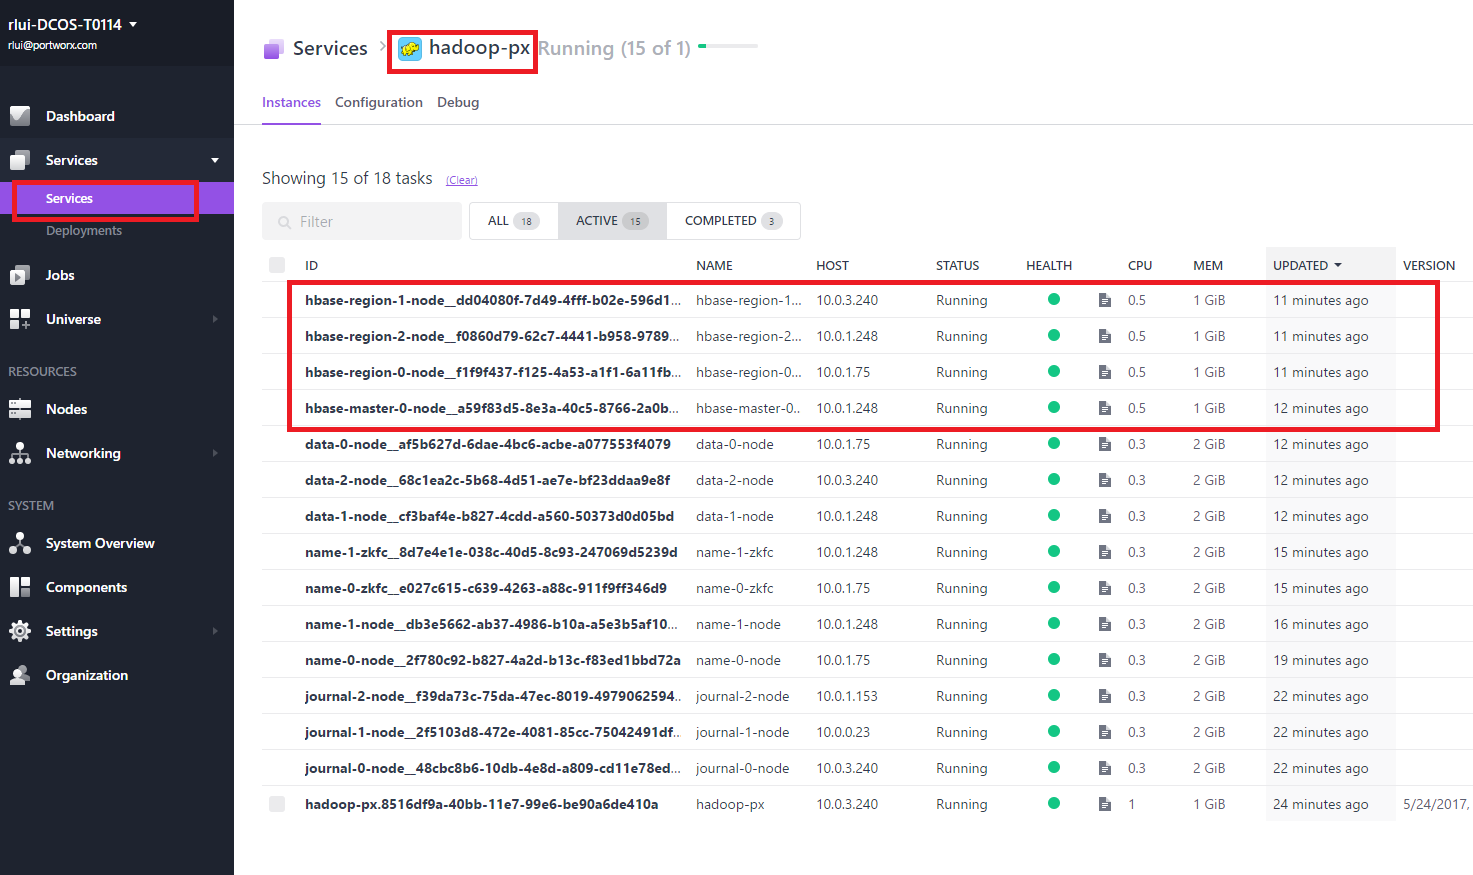 rlui-DCOS-T0114
rlui@portworx.com
Dashboard
Services
Services
Deployments
Jobs
Universe
RESOURCES
Nodes
Networking
SYSTEM
System Overview
Components
Settings
Organization
Services > hadoop-px Running (15 of 1)
Instances Configuration Debug
Showing 15 of 18 tasks (Clear)
Filter ALL 18 ACTIVE 15 COMPLETED 3
ID NAME HOST STATUS HEALTH CPU MEM UPDATED VERSION
hbase-region-1-node__dd04080f-7d49-4fff-b02e-596d1... hbase-region-1... 10.0.3.240 Running 0.5 1 GiB 11 minutes ago
hbase-region-2-node__f0860d79-62c7-4441-b958-9789... hbase-region-2... 10.0.1.248 Running 0.5 1 GiB 11 minutes ago
hbase-region-0-node__f1f9f437-f125-4a53-a1f1-6a11fb... hbase-region-0... 10.0.1.75 Running 0.5 1 GiB 11 minutes ago
hbase-master-0-node__a59f83d5-8e3a-40c5-8766-2a0b... hbase-master-0.. 10.0.1.248 Running 0.5 1 GiB 12 minutes ago
data-0-node__af5b627d-6dae-4bc6-acbe-a077553f4079 data-0-node 10.0.1.75 Running 0.3 2 GiB 12 minutes ago
data-2-node__68c1ea2c-5b68-4d51-ae7e-bf23ddaa9e8f data-2-node 10.0.3.240 Running 0.3 2 GiB 12 minutes ago
data-1-node__cf3baf4e-b827-4cdd-a560-50373d0d05bd data-1-node 10.0.1.248 Running 0.3 2 GiB 12 minutes ago
name-1-zkfc__8d7e4e1e-038c-40d5-8c93-247069d5239d name-1-zkfc 10.0.1.248 Running 0.3 2 GiB 15 minutes ago
name-0-zkfc__e027c615-c639-4263-a88c-911f9ff346d9 name-0-zkfc 10.0.1.75 Running 0.3 2 GiB 15 minutes ago
name-1-node__db3e5662-ab37-4986-b10a-a5e3b5af10... name-1-node 10.0.1.248 Running 0.3 2 GiB 16 minutes ago
name-0-node__2f780c92-b827-4a2d-b13c-f83ed1bbd72a name-0-node 10.0.1.75 Running 0.3 2 GiB 19 minutes ago
journal-2-node__f39da73c-75da-47ec-8019-4979062594.. journal-2-node 10.0.1.153 Running 0.3 2 GiB 22 minutes ago
journal-1-node__2f5103d8-472e-4081-85cc-75042491df... journal-1-node 10.0.0.23 Running 0.3 2 GiB 22 minutes ago
journal-0-node__48cbc8b6-10db-4e8d-a809-cd11e78ed... journal-0-node 10.0.3.240 Running 0.3 2 GiB 22 minutes ago
hadoop-px.8516df9a-40bb-11e7-99e6-be90a6de410a hadoop-px 10.0.3.240 Running 1 1 GiB 24 minutes ago 5/24/2017,